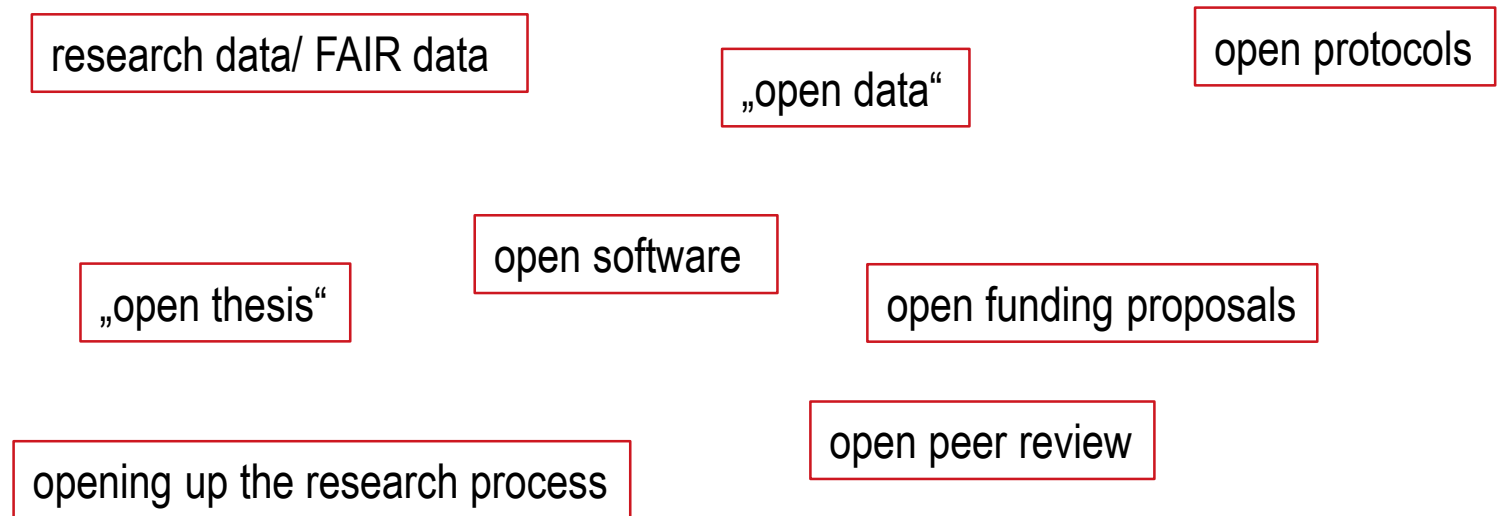 research data/ FAIR data
open protocols
„open data“
open software
„open thesis“
open funding proposals
open peer review
opening up the research process